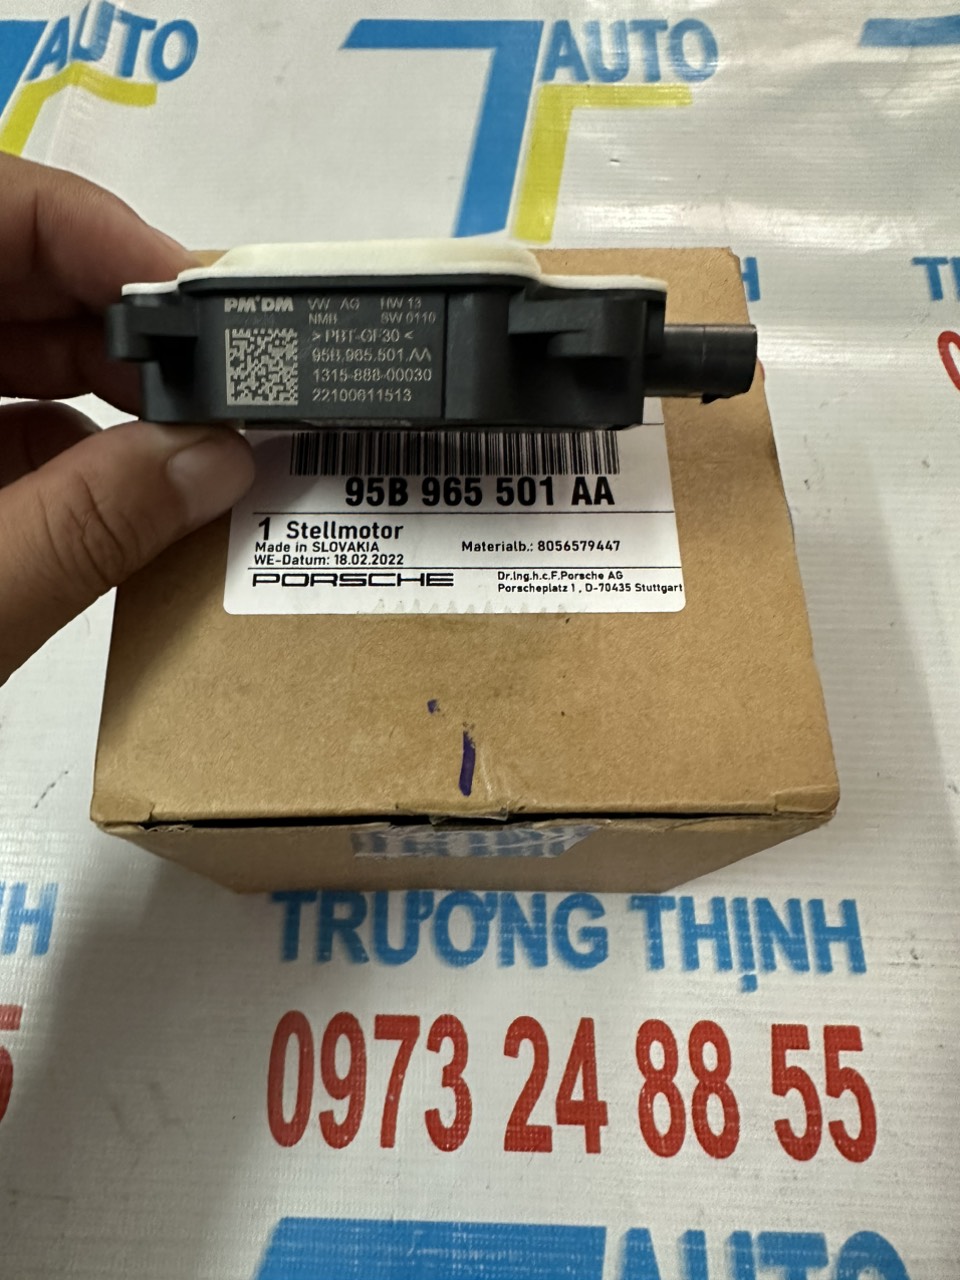 AUTO
AUTO
PM DM
VW AG HW 13
NMB SW 0110
>PBT-GF30<
95B.965.501.AA
1315-888-00030
22100611513
95B 965 501 AA
1 Stellmotor
Made in SLOVAKIA
Materialb.: 8056579447
WE-Datum: 18.02.2022
PORSCHE
Dr.Ing.h.c.F.Porsche AG
Porscheplatz 1 , D-70435 Stuttgart
TRƯƠNG THỊNH
0973 24 88 55
AUTO